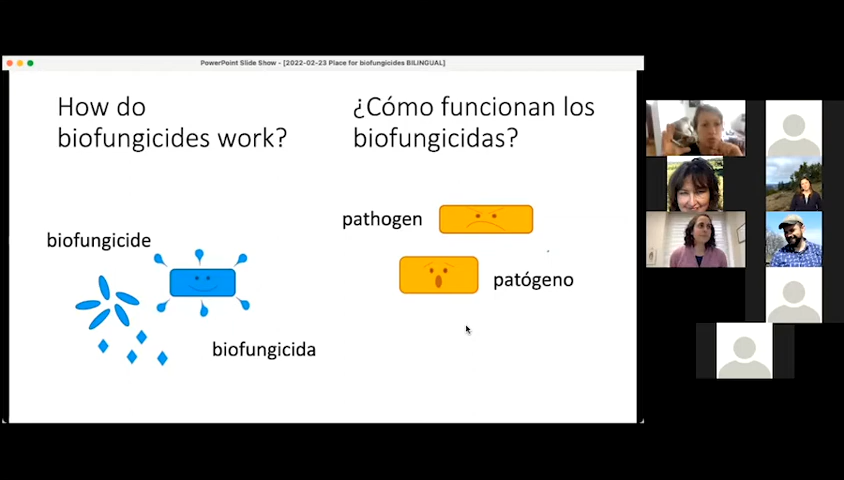 PowerPoint Slide Show - [2022-02-23 Place for biofungicides BILINGUAL]
How do
biofungicides work?
¿Cómo funcionan los
biofungicidas?
pathogen
biofungicide
patógeno
biofungicida